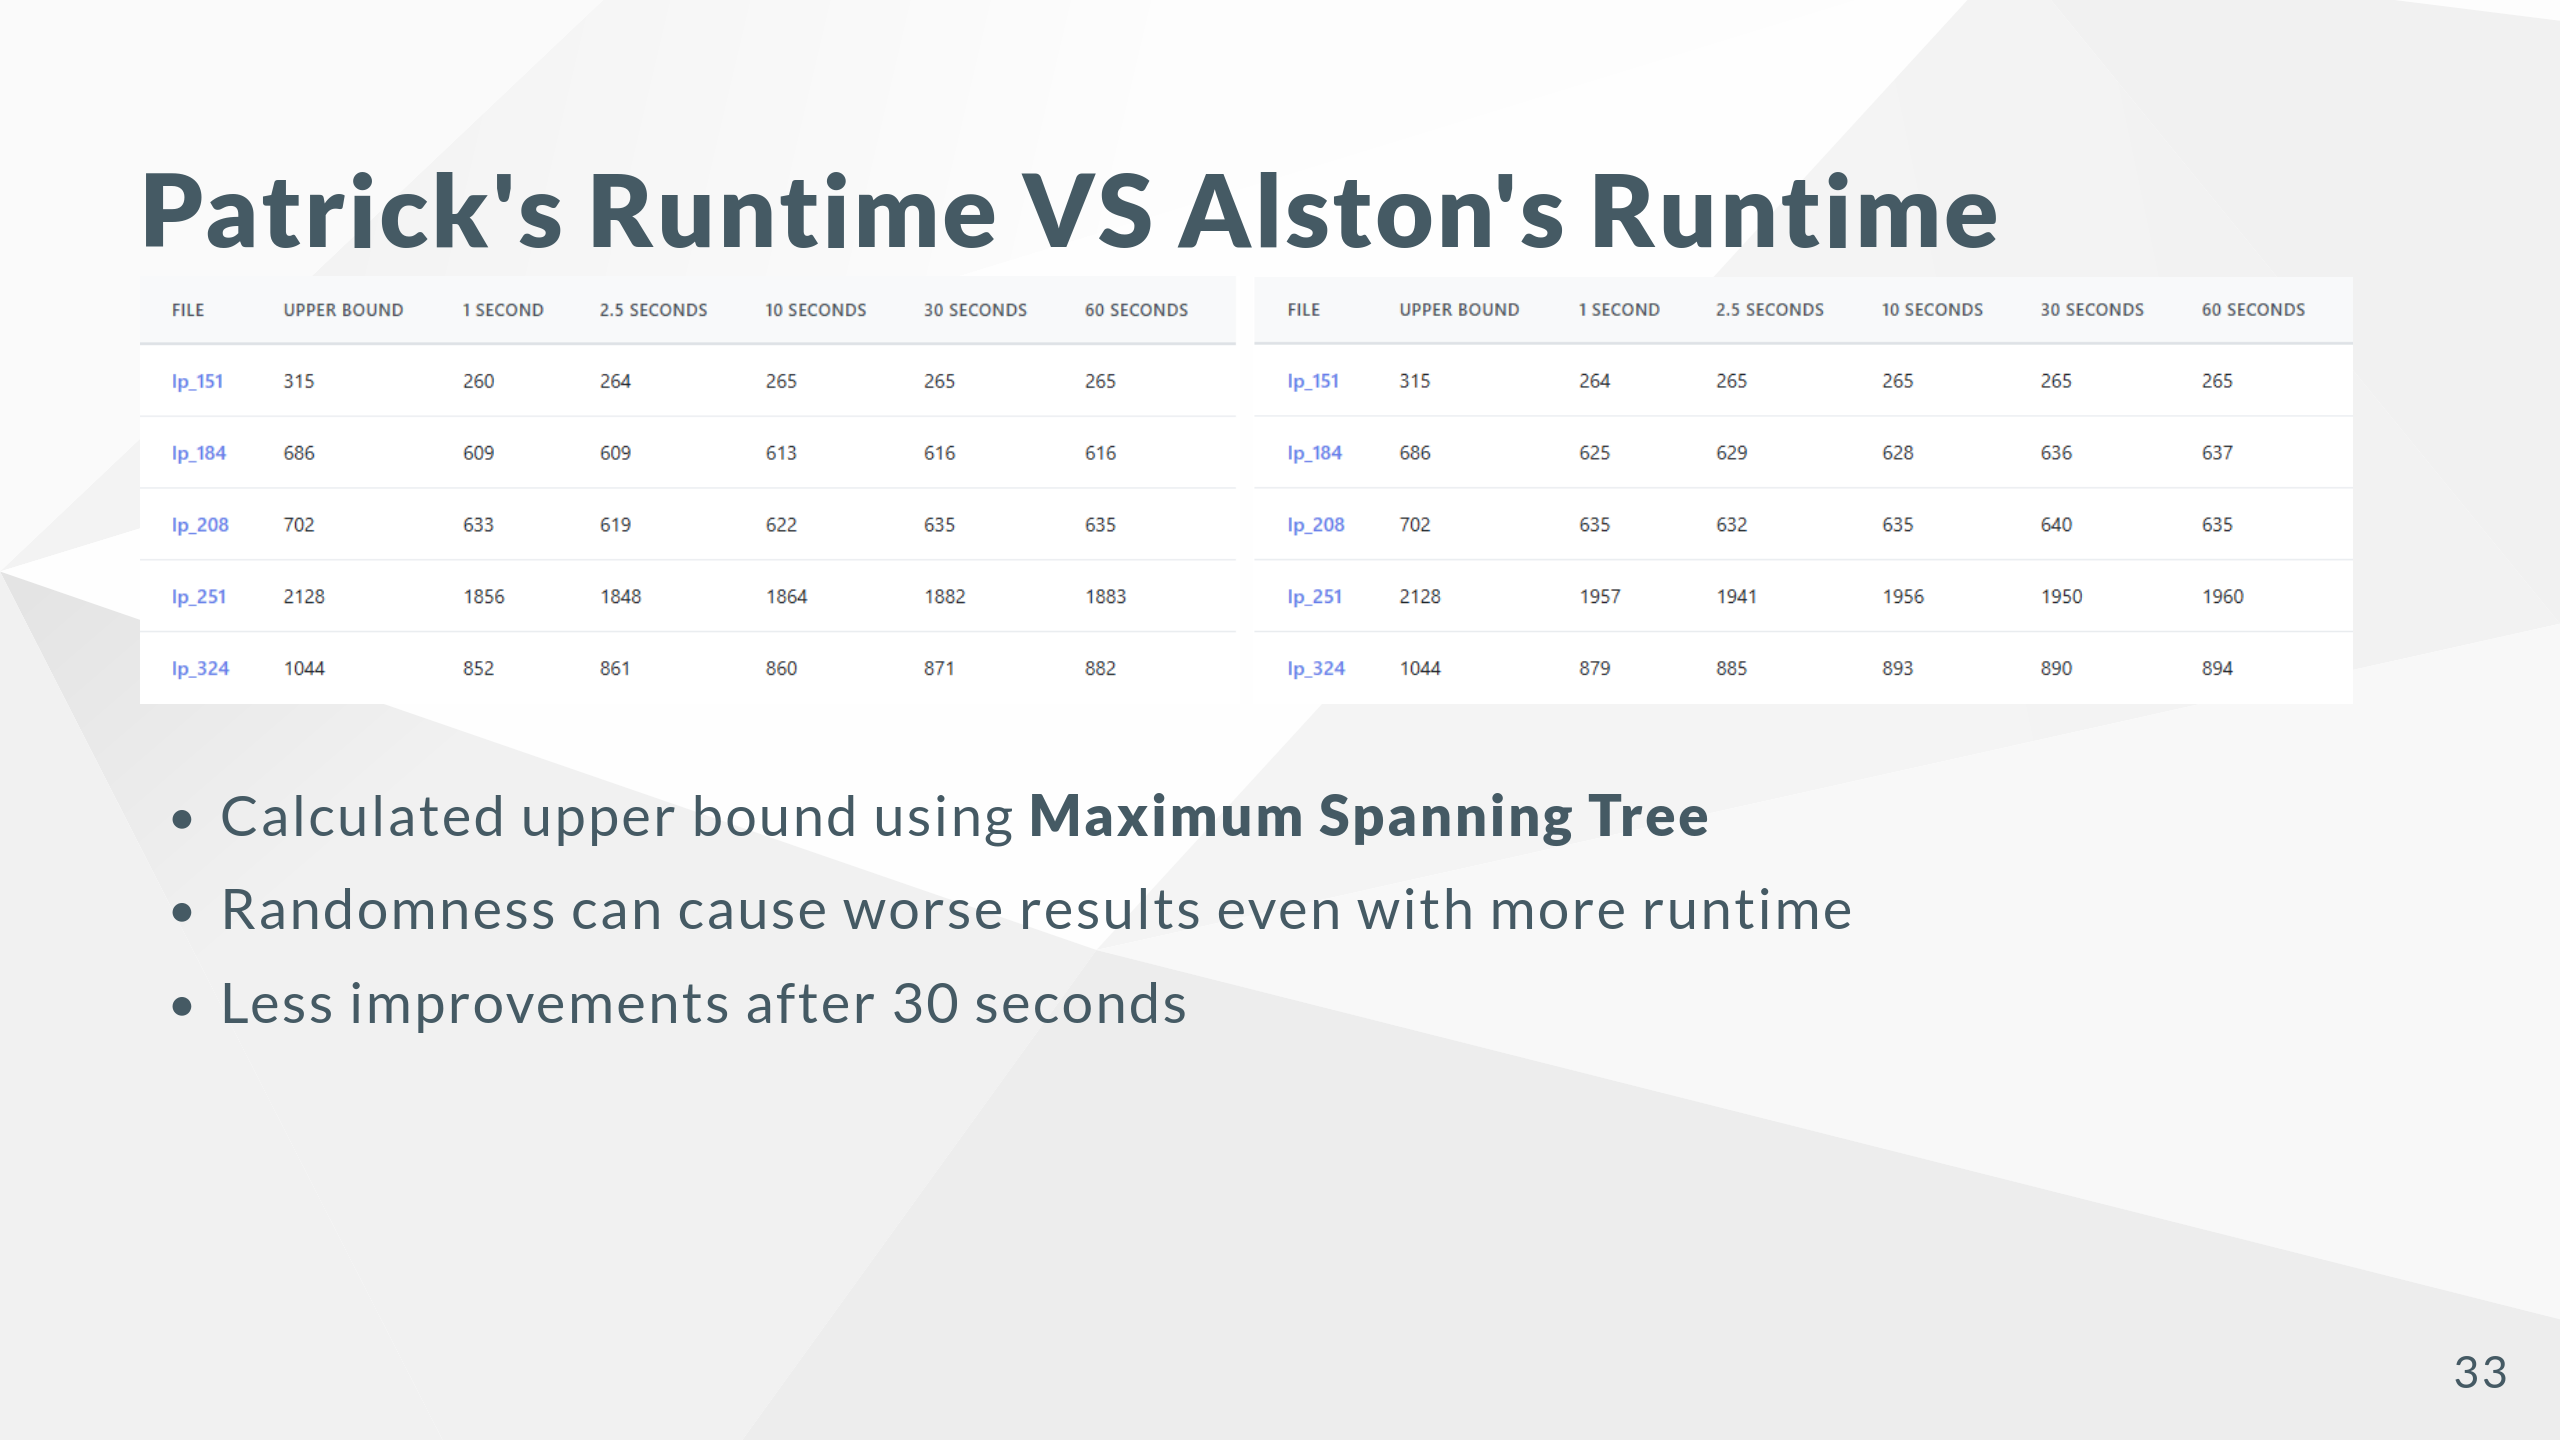 Patrick's Runtime VS Alston's Runtime
FILE UPPER BOUND 1 SECOND 2.5 SECONDS 10 SECONDS 30 SECONDS 60 SECONDS
lp_151 315 260 264 265 265 265
lp_184 686 609 609 613 616 616
lp_208 702 633 619 622 635 635
lp_251 2128 1856 1848 1864 1882 1883
lp_324 1044 852 861 860 871 882
FILE UPPER BOUND 1 SECOND 2.5 SECONDS 10 SECONDS 30 SECONDS 60 SECONDS
lp_151 315 264 265 265 265 265
lp_184 686 625 629 628 636 637
lp_208 702 635 632 635 640 635
lp_251 2128 1957 1941 1956 1950 1960
lp_324 1044 879 885 893 890 894
• Calculated upper bound using Maximum Spanning Tree
• Randomness can cause worse results even with more runtime
• Less improvements after 30 seconds
33